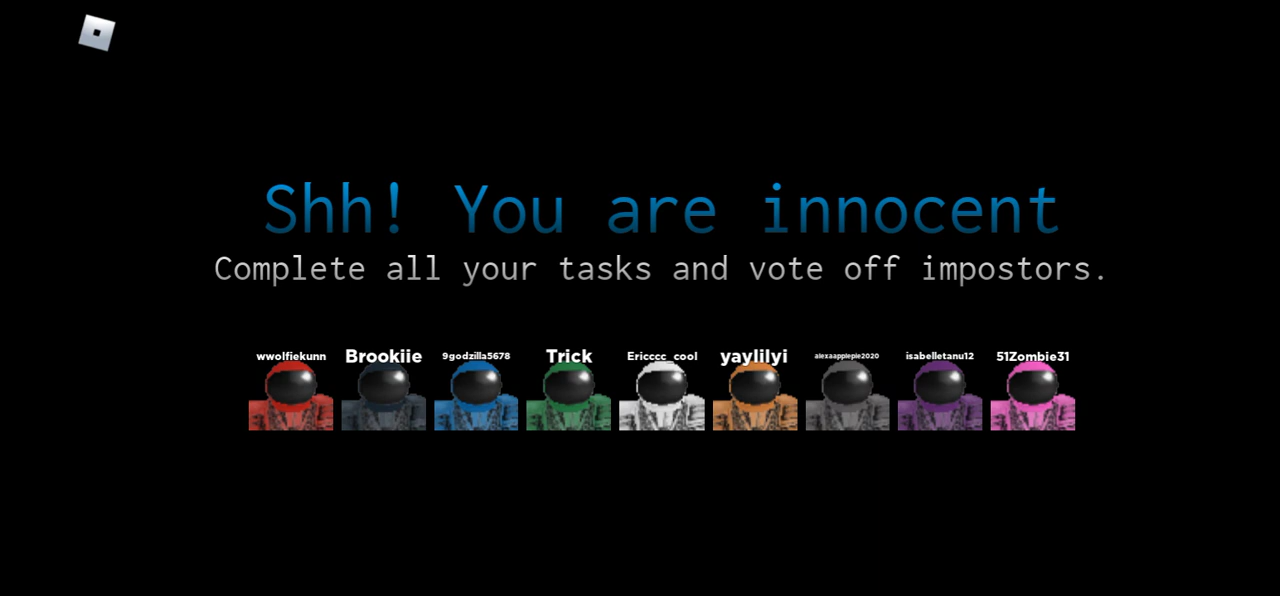 Shh! You are innocent
Complete all your tasks and vote off impostors.
wwolfiekunn Brookiie 9godzilla5678 Trick Ericccc_cool yaylilyi alexaapplepie2020 isabelletanu12 51Zombie31